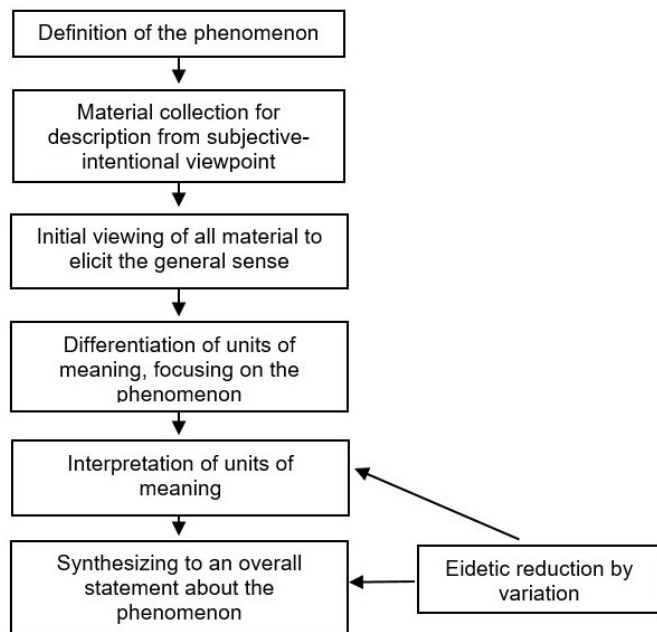 Definition of the phenomenon
Material collection for
description from subjective-
intentional viewpoint
Initial viewing of all material to
elicit the general sense
Differentiation of units of
meaning, focusing on the
phenomenon
Interpretation of units of
meaning
Synthesizing to an overall
statement about the
phenomenon
Eidetic reduction by
variation